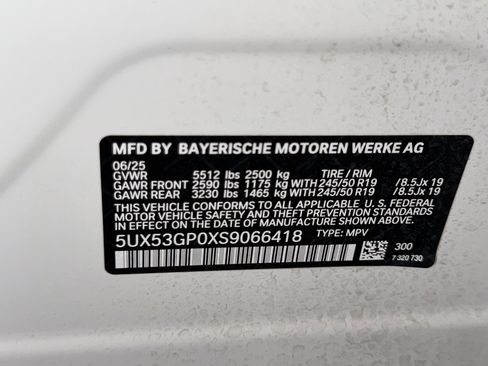 MFD BY BAYERISCHE MOTOREN WERKE AG
06/25
GVWR 5512 lbs 2500 kg TIRE / RIM
GAWR FRONT 2590 lbs 1175 kg WITH 245/50 R19 /8.5J x 19
GAWR REAR 3230 lbs 1465 kg WITH 245/50 R19 /8.5J x 19
THIS VEHICLE CONFORMS TO ALL APPLICABLE U. S. FEDERAL
MOTOR VEHICLE SAFETY AND THEFT PREVENTION STANDARDS IN
EFFECT ON THE DATE OF MANUFACTURE SHOWN ABOVE.
5UX53GP0XS9066418 TYPE: MPV
300
7 320 730